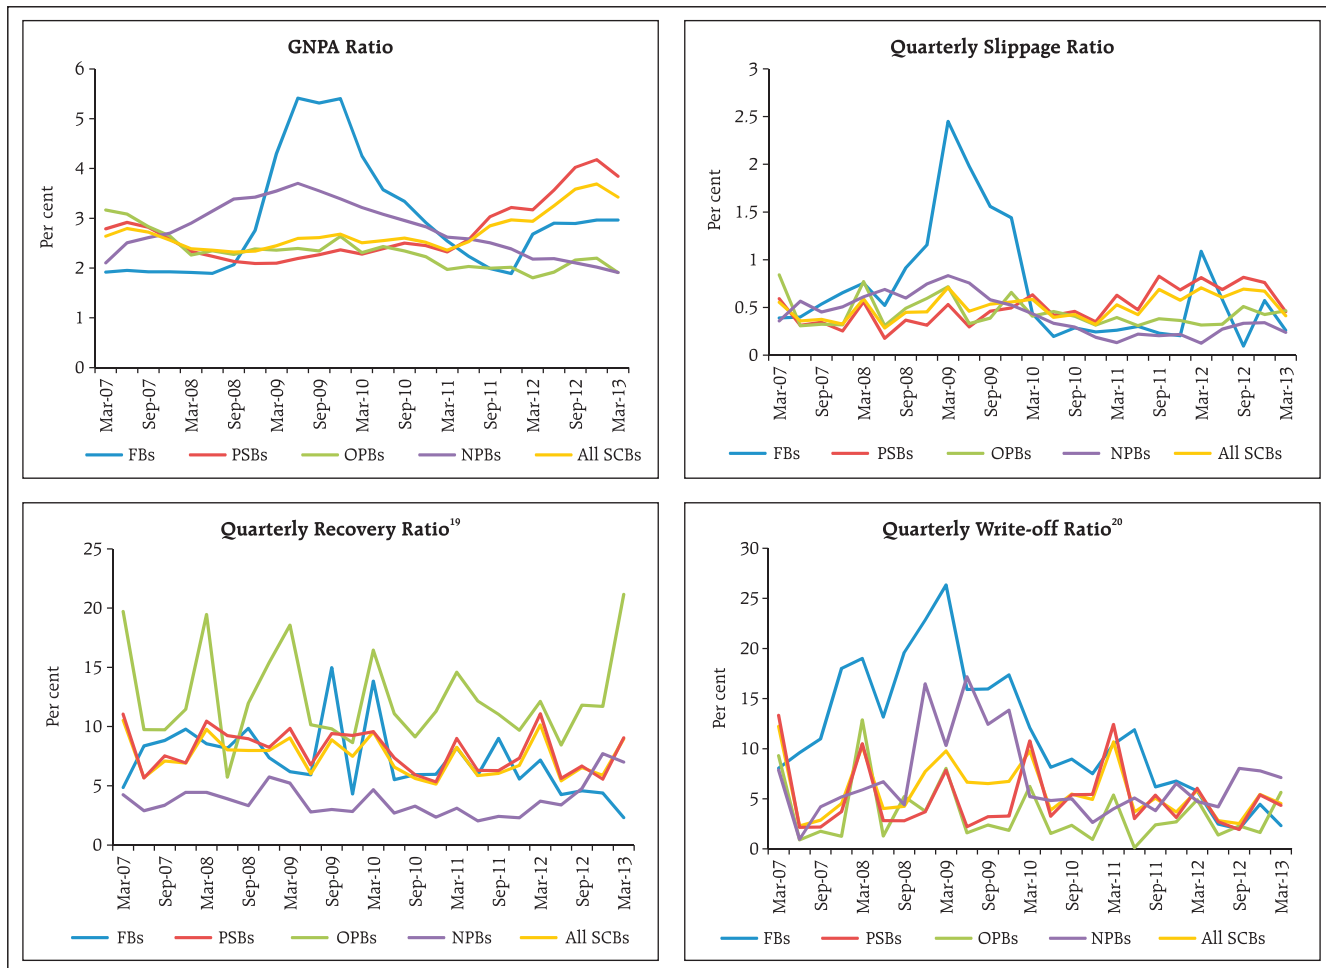 GNPA Ratio
Per cent
6
5
4
3
2
1
0
Mar-07
Sep-07
Mar-08
Sep-08
Mar-09
Sep-09
Mar-10
Sep-10
Mar-11
Sep-11
Mar-12
Sep-12
Mar-13
FBs PSBs OPBs NPBs All SCBs
Quarterly Slippage Ratio
Per cent
3
2.5
2
1.5
1
0.5
0
Mar-07
Sep-07
Mar-08
Sep-08
Mar-09
Sep-09
Mar-10
Sep-10
Mar-11
Sep-11
Mar-12
Sep-12
Mar-13
FBs PSBs OPBs NPBs All SCBs
Quarterly Recovery Ratio19
Per cent
25
20
15
10
5
0
Mar-07
Sep-07
Mar-08
Sep-08
Mar-09
Sep-09
Mar-10
Sep-10
Mar-11
Sep-11
Mar-12
Sep-12
Mar-13
FBs PSBs OPBs NPBs All SCBs
Quarterly Write-off Ratio20
Per cent
30
25
20
15
10
5
0
Mar-07
Sep-07
Mar-08
Sep-08
Mar-09
Sep-09
Mar-10
Sep-10
Mar-11
Sep-11
Mar-12
Sep-12
Mar-13
FBs PSBs OPBs NPBs All SCBs